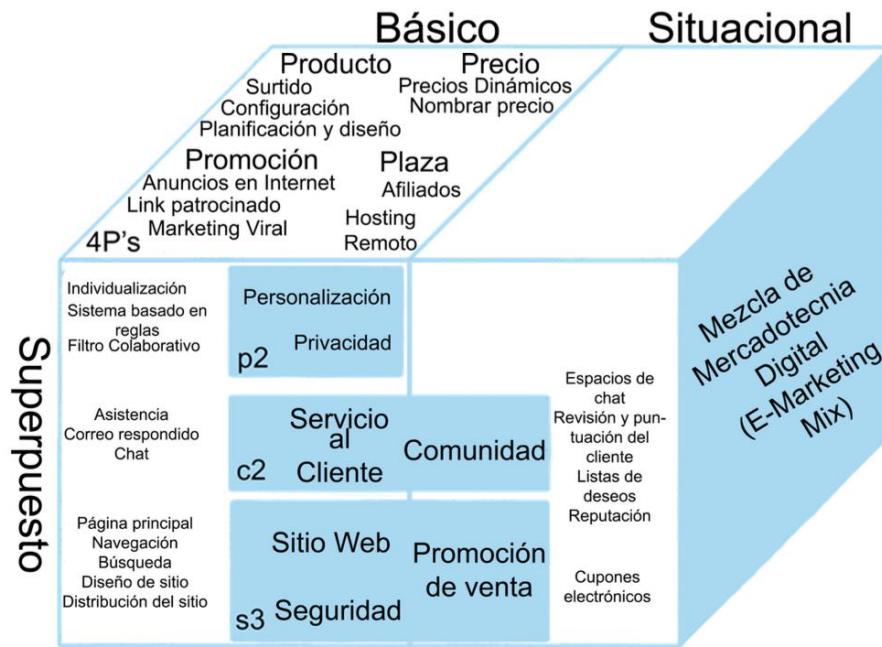 Básico
Situacional
Producto
Surtido
Configuración
Planificación y diseño
Precio
Precios Dinámicos
Nombrar precio
Promoción
Anuncios en Internet
Link patrocinado
Marketing Viral
Plaza
Afiliados
Hosting
Remoto
4P's
Superpuesto
Individualización
Sistema basado en
reglas
Filtro Colaborativo
Personalización
Privacidad
p2
Asistencia
Correo respondido
Chat
Servicio
al
Cliente
c2
Comunidad
Espacios de
chat
Revisión y pun-
tuación del
cliente
Listas de
deseos
Reputación
Página principal
Navegación
Búsqueda
Diseño de sitio
Distribución del sitio
Sitio Web
Seguridad
s3
Promoción
de venta
Cupones
electrónicos
Mezcla de
Mercadotecnia
Digital
(E-Marketing
Mix)